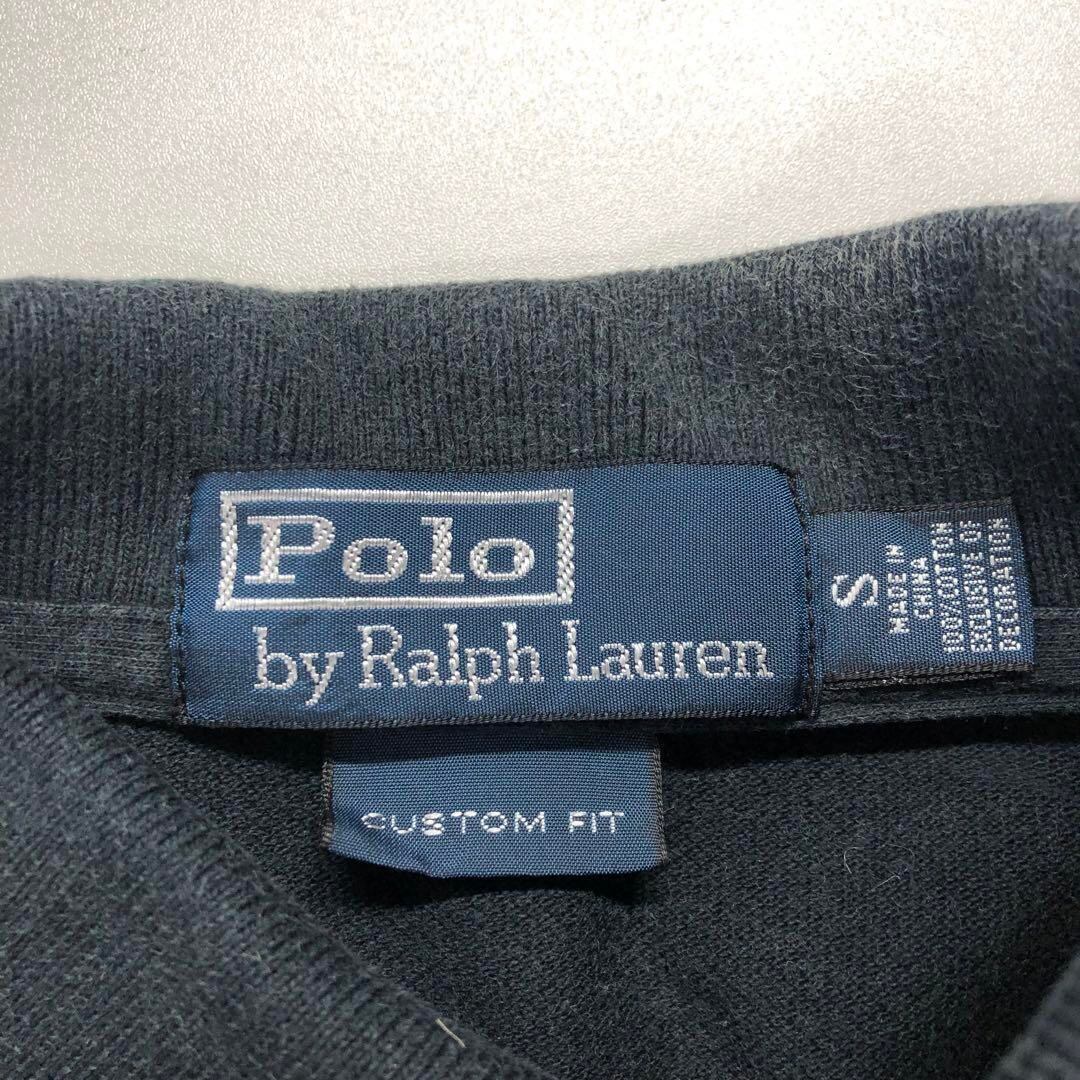 Polo
by Ralph Lauren
S
MADE IN
CHINA
100% COTTON
EXCLUSIVE OF
DECORATION
CUSTOM FIT